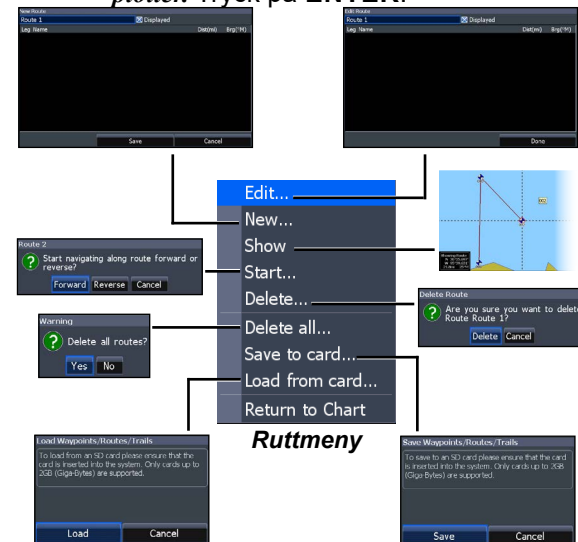 plotter. Tryck på ENTER.
New Route
Route 1 Displayed
Leg Name Dist(mi) Brg(°M)
Save Cancel
Edit Route
Route 1 Displayed
Leg Name Dist(mi) Brg(°M)
Done
Edit...
New...
Show
Start...
Delete...
Delete all...
Save to card...
Load from card...
Return to Chart
Ruttmeny
Route 2
Start navigating along route forward or
reverse?
Forward Reverse Cancel
Delete Route
Are you sure you want to delete
Route Route 1?
Delete Cancel
Warning
Delete all routes?
Yes No
Load Waypoints/Routes/Trails
To load from an SD card please ensure that the
card is inserted into the system. Only cards up to
2GB (Giga-Bytes) are supported.
Load Cancel
Save Waypoints/Routes/Trails
To save to an SD card please ensure that the card
is inserted into the system. Only cards up to 2GB
(Giga-Bytes) are supported.
Save Cancel